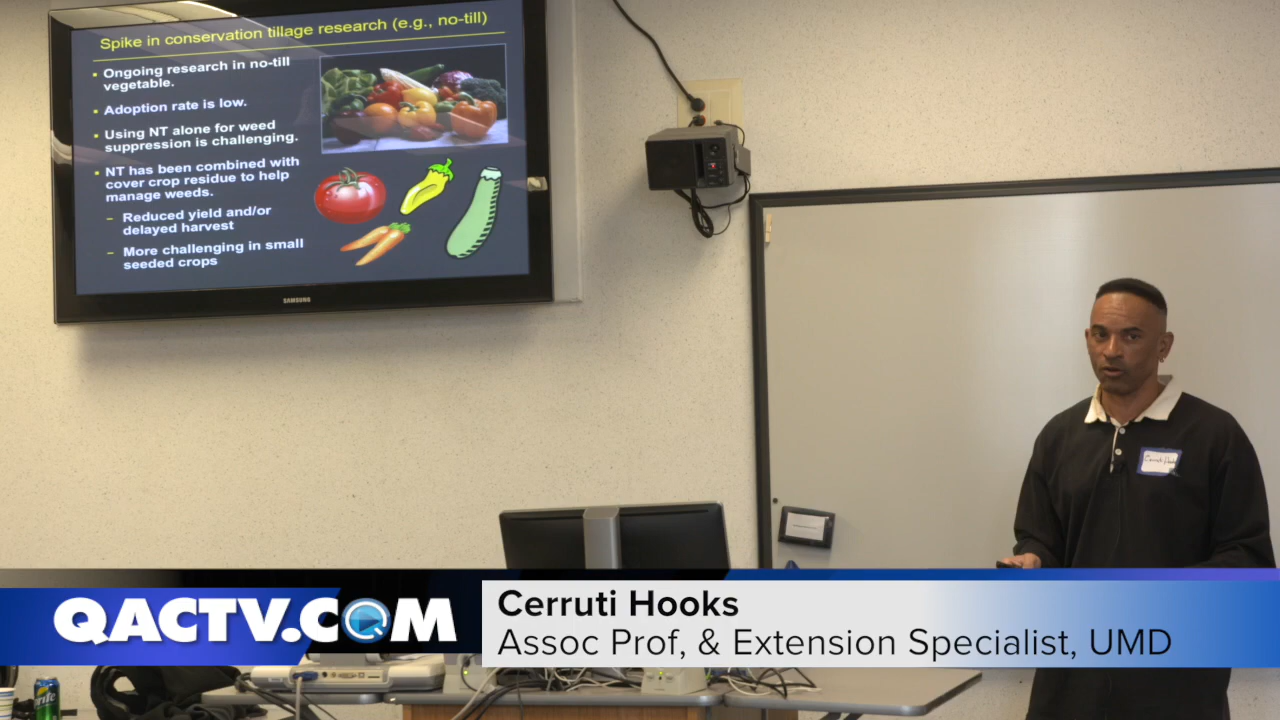 Spike in conservation tillage research (e.g., no-till)
▪ Ongoing research in no-till
vegetable.
▪ Adoption rate is low.
▪ Using NT alone for weed
suppression is challenging.
▪ NT has been combined with
cover crop residue to help
manage weeds.
– Reduced yield and/or
delayed harvest
– More challenging in small
seeded crops
SAMSUNG
Cerruti Hooks
QACTV.COM
Cerruti Hooks
Assoc Prof, & Extension Specialist, UMD